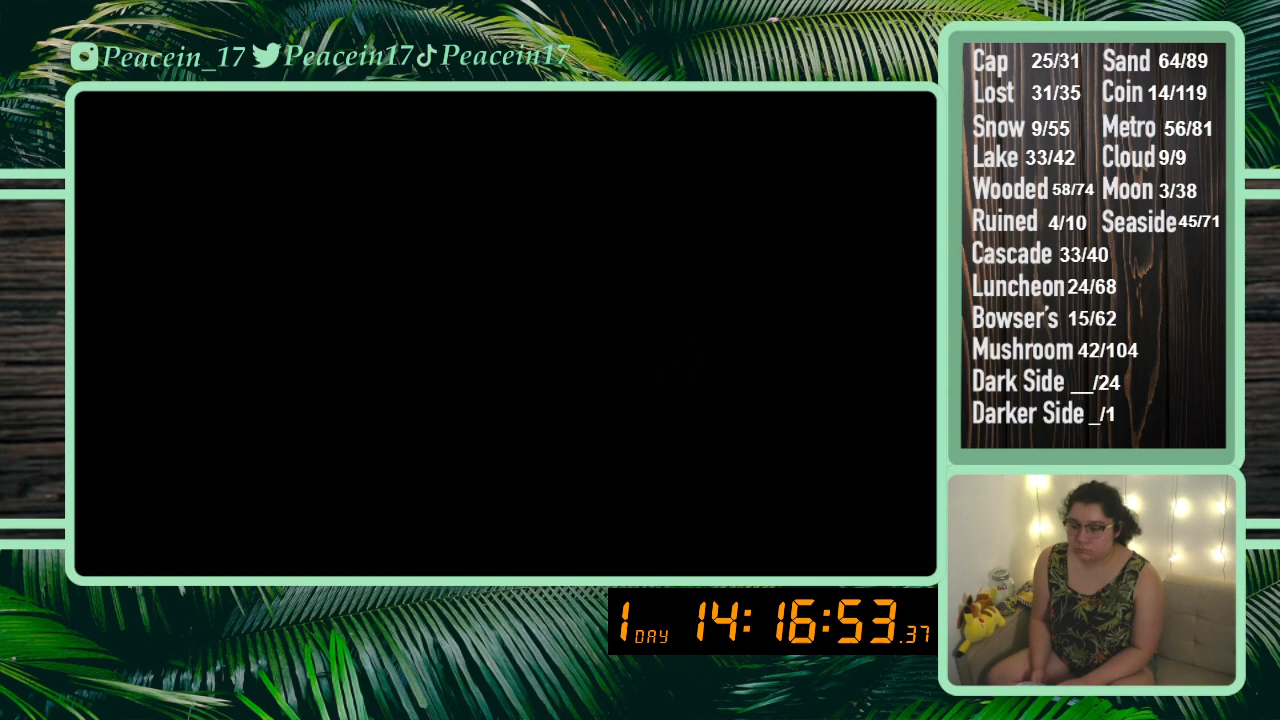 Peacein_17 Peacein17 Peacein17
Cap 25/31 Sand 64/89
Lost 31/35 Coin 14/119
Snow 9/55 Metro 56/81
Lake 33/42 Cloud 9/9
Wooded 58/74 Moon 3/38
Ruined 4/10 Seaside 45/71
Cascade 33/40
Luncheon 24/68
Bowser's 15/62
Mushroom 42/104
Dark Side __/24
Darker Side _/1
1 DAY 14:16:53.37